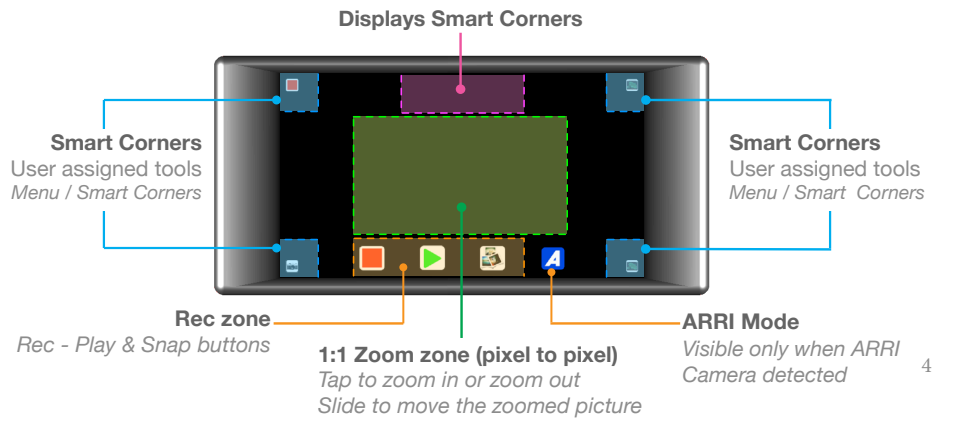 Displays Smart Corners
Smart Corners
User assigned tools
Menu / Smart Corners
Smart Corners
User assigned tools
Menu / Smart Corners
A
Rec zone
Rec - Play & Snap buttons
1:1 Zoom zone (pixel to pixel)
Tap to zoom in or zoom out
Slide to move the zoomed picture
ARRI Mode
Visible only when ARRI
Camera detected
4